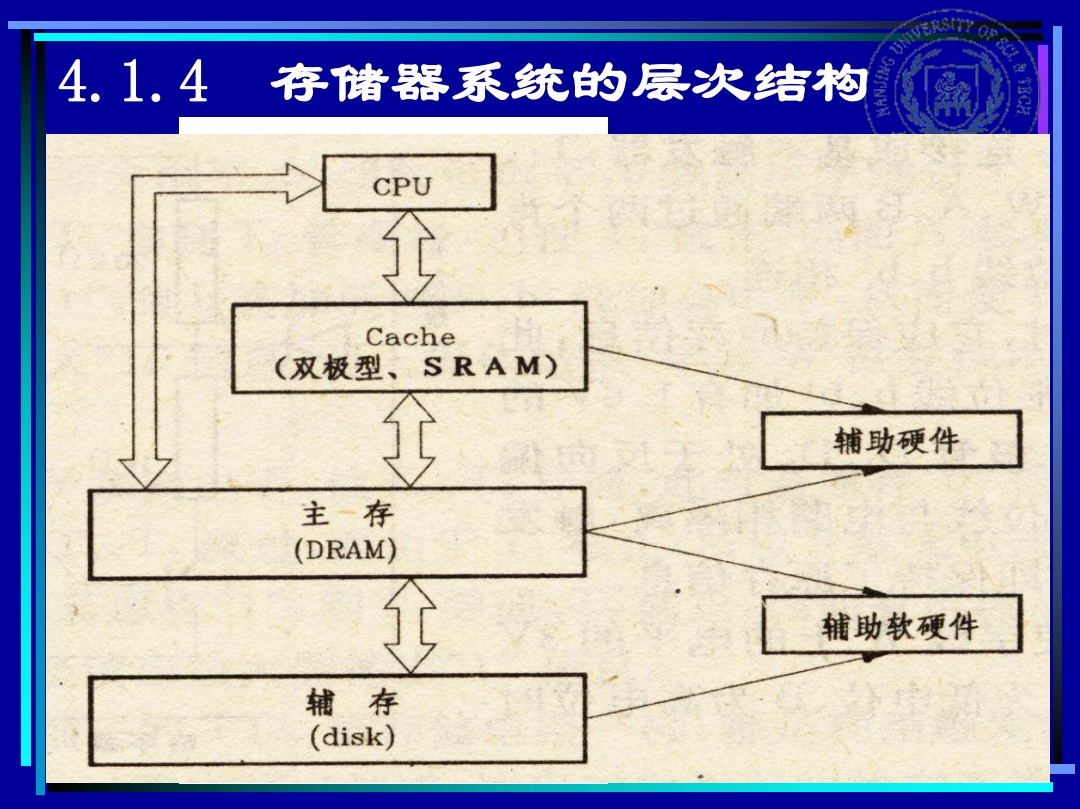 4.1.4 存储器系统的层次结构
NANJING UNIVERSITY OF SCI. & TECH
CPU
Cache
(双极型、SRAM)
辅助硬件
主 存
(DRAM)
辅助软硬件
辅 存
(disk)